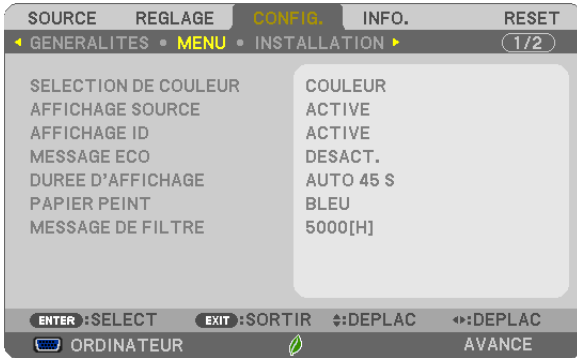 SOURCE REGLAGE CONFIG. INFO. RESET
GENERALITES • MENU • INSTALLATION 1/2
SELECTION DE COULEUR COULEUR
AFFICHAGE SOURCE ACTIVE
AFFICHAGE ID ACTIVE
MESSAGE ECO DESACT.
DUREE D'AFFICHAGE AUTO 45 S
PAPIER PEINT BLEU
MESSAGE DE FILTRE 5000[H]
ENTER :SELECT EXIT :SORTIR :DEPLAC :DEPLAC
ORDINATEUR AVANCE